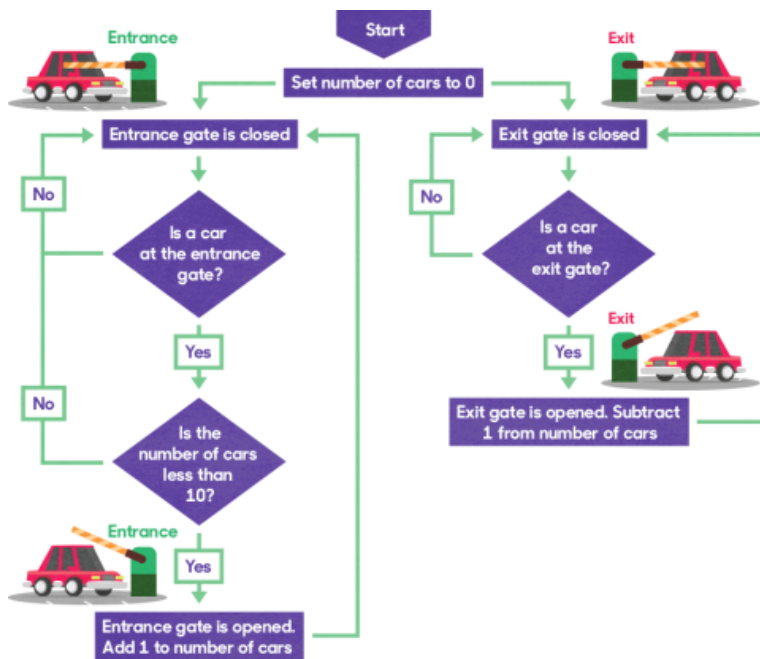 Start
Entrance
Exit
Set number of cars to 0
Entrance gate is closed
Exit gate is closed
No
No
Is a car
at the entrance
gate?
Is a car
at the
exit gate?
Exit
Yes
Yes
No
Is the
number of cars
less than
10?
Exit gate is opened. Subtract
1 from number of cars
Entrance
Yes
Entrance gate is opened.
Add 1 to number of cars